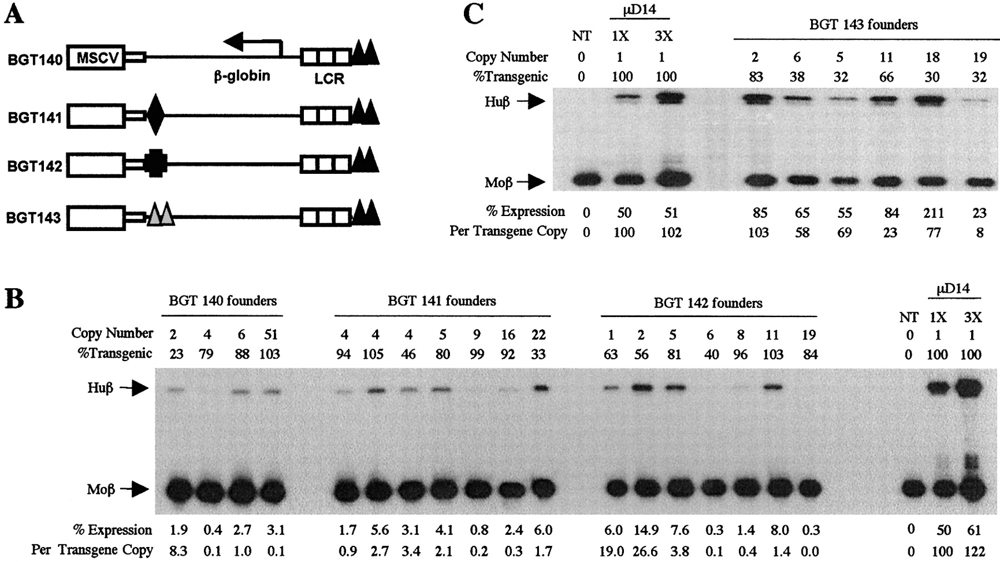 A
BGT140 MSCV
β-globin LCR
BGT141
BGT142
BGT143
C
μD14
NT 1X 3X BGT 143 founders
Copy Number 0 1 1 2 6 5 11 18 19
%Transgenic 0 100 100 83 38 32 66 30 32
Huβ
Moβ
% Expression 0 50 51 85 65 55 84 211 23
Per Transgene Copy 0 100 102 103 58 69 23 77 8
B
BGT 140 founders BGT 141 founders BGT 142 founders μD14
NT 1X 3X
Copy Number 2 4 6 51 4 4 4 5 9 16 22 1 2 5 6 8 11 19 0 1 1
%Transgenic 23 79 88 103 94 105 46 80 99 92 33 63 56 81 40 96 103 84 0 100 100
Huβ
Moβ
% Expression 1.9 0.4 2.7 3.1 1.7 5.6 3.1 4.1 0.8 2.4 6.0 6.0 14.9 7.6 0.3 1.4 8.0 0.3 0 50 61
Per Transgene Copy 8.3 0.1 1.0 0.1 0.9 2.7 3.4 2.1 0.2 0.3 1.7 19.0 26.6 3.8 0.1 0.4 1.4 0.0 0 100 122